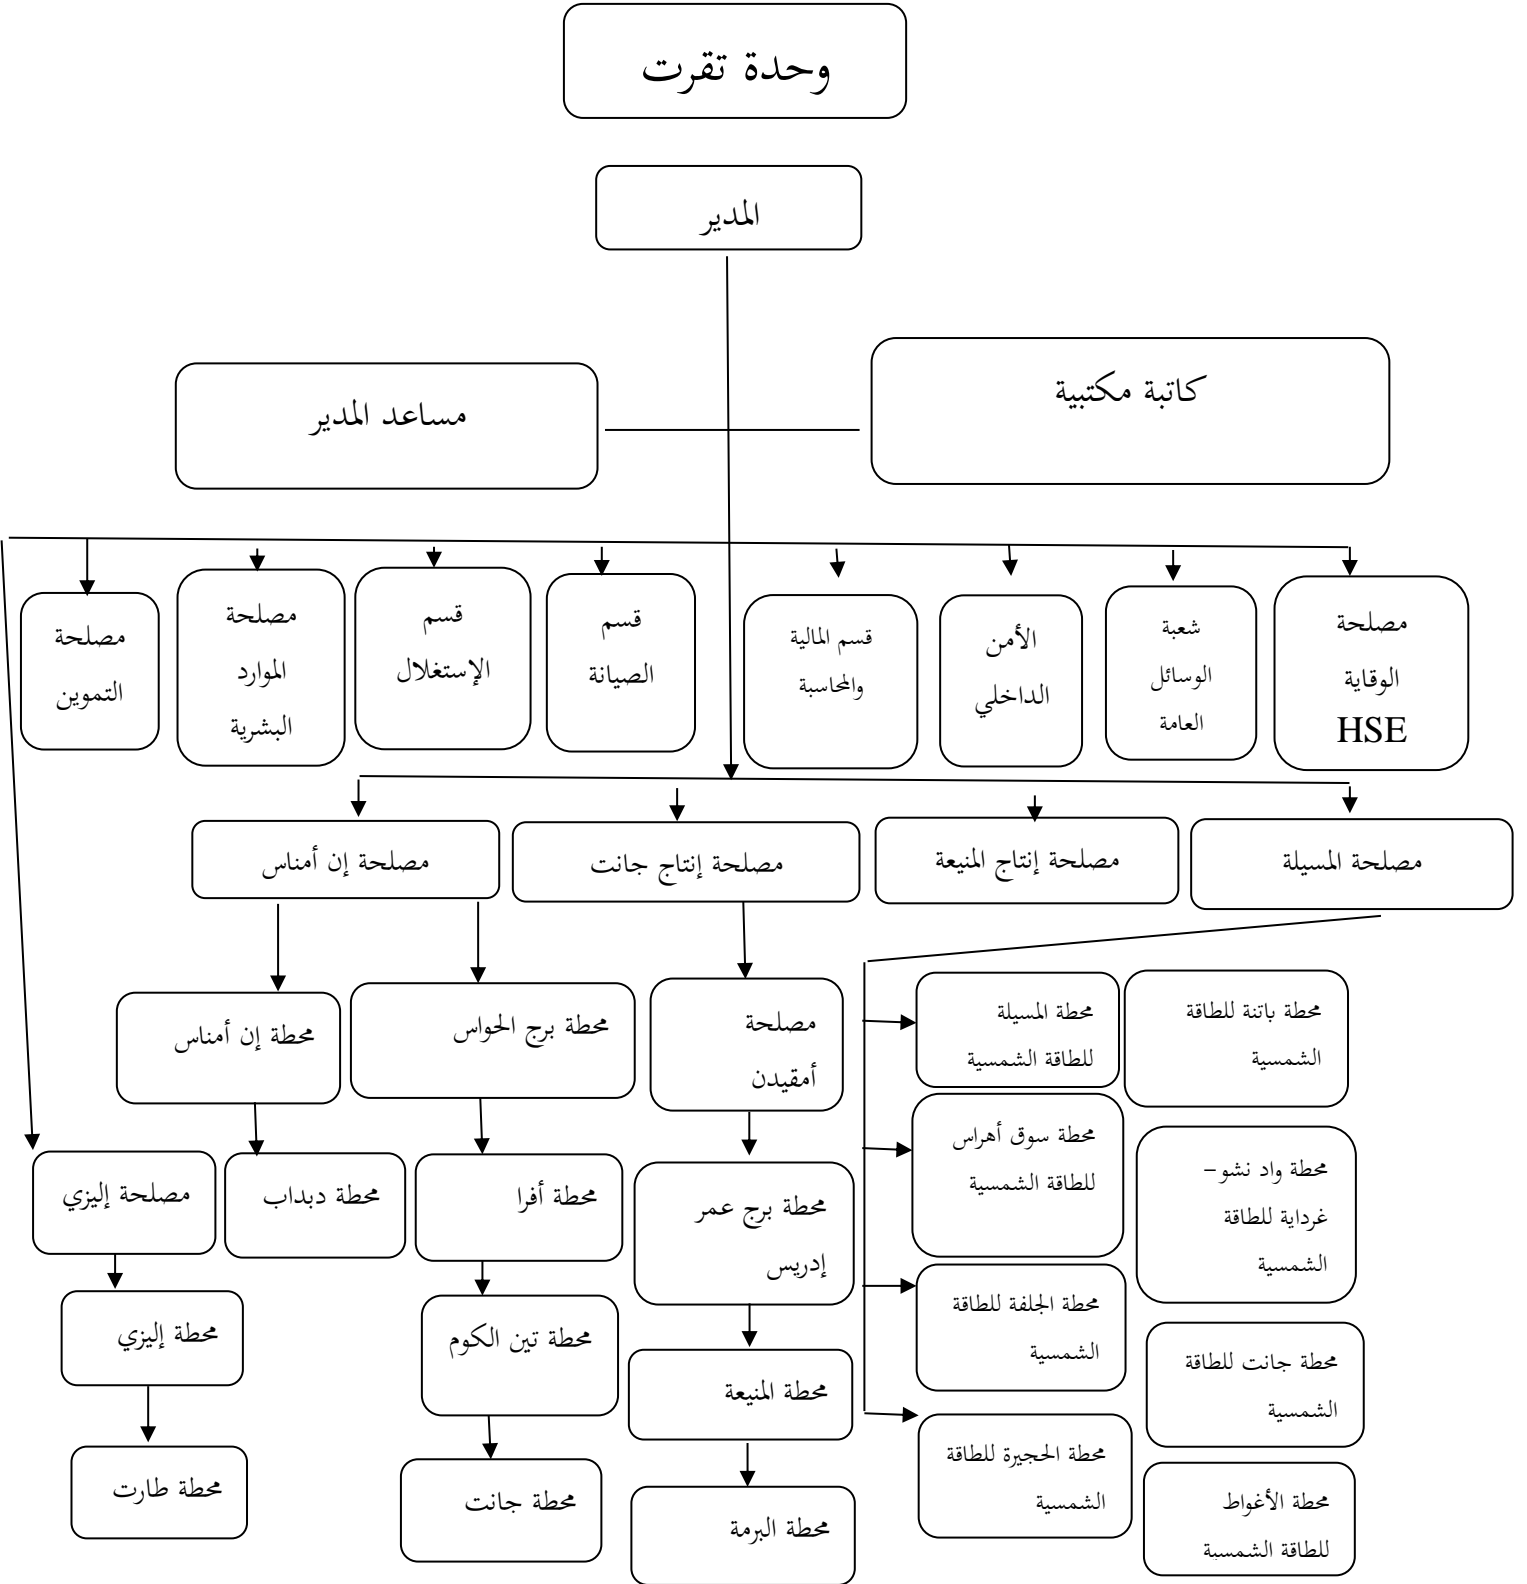 وحدة تقرت
المدير
كاتبة مكتبية
مساعد المدير
مصلحة
الوقاية
HSE
شعبة
الوسائل
العامة
الأمن
الداخلي
قسم المالية
والمحاسبة
قسم
الصيانة
قسم
الإستغلال
مصلحة
الموارد
البشرية
مصلحة
التموين
مصلحة المسيلة
مصلحة إنتاج المنيعة
مصلحة إنتاج جانت
مصلحة إن أمناس
محطة باتنة للطاقة
الشمسية
محطة المسيلة
للطاقة الشمسية
مصلحة
أمقيدن
محطة برج الحواس
محطة إن أمناس
محطة واد نشو–
غرداية للطاقة
الشمسية
محطة سوق أهراس
للطاقة الشمسية
محطة برج عمر
إدريس
محطة أفرا
محطة دبداب
مصلحة إليزي
محطة جانت للطاقة
الشمسية
محطة الجلفة للطاقة
الشمسية
محطة المنيعة
محطة تين الكوم
محطة إليزي
محطة الأغواط
للطاقة الشمسية
محطة الحجيرة للطاقة
الشمسية
محطة البرمة
محطة جانت
محطة طارت